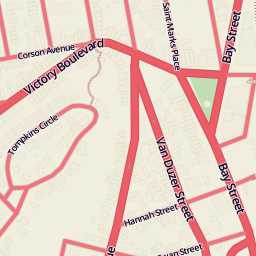 Saint Marks Place
Bay Street
Corson Avenue
Victory Boulevard
Tompkins Circle
Van Duzer Street
Bay Street
Hannah Street